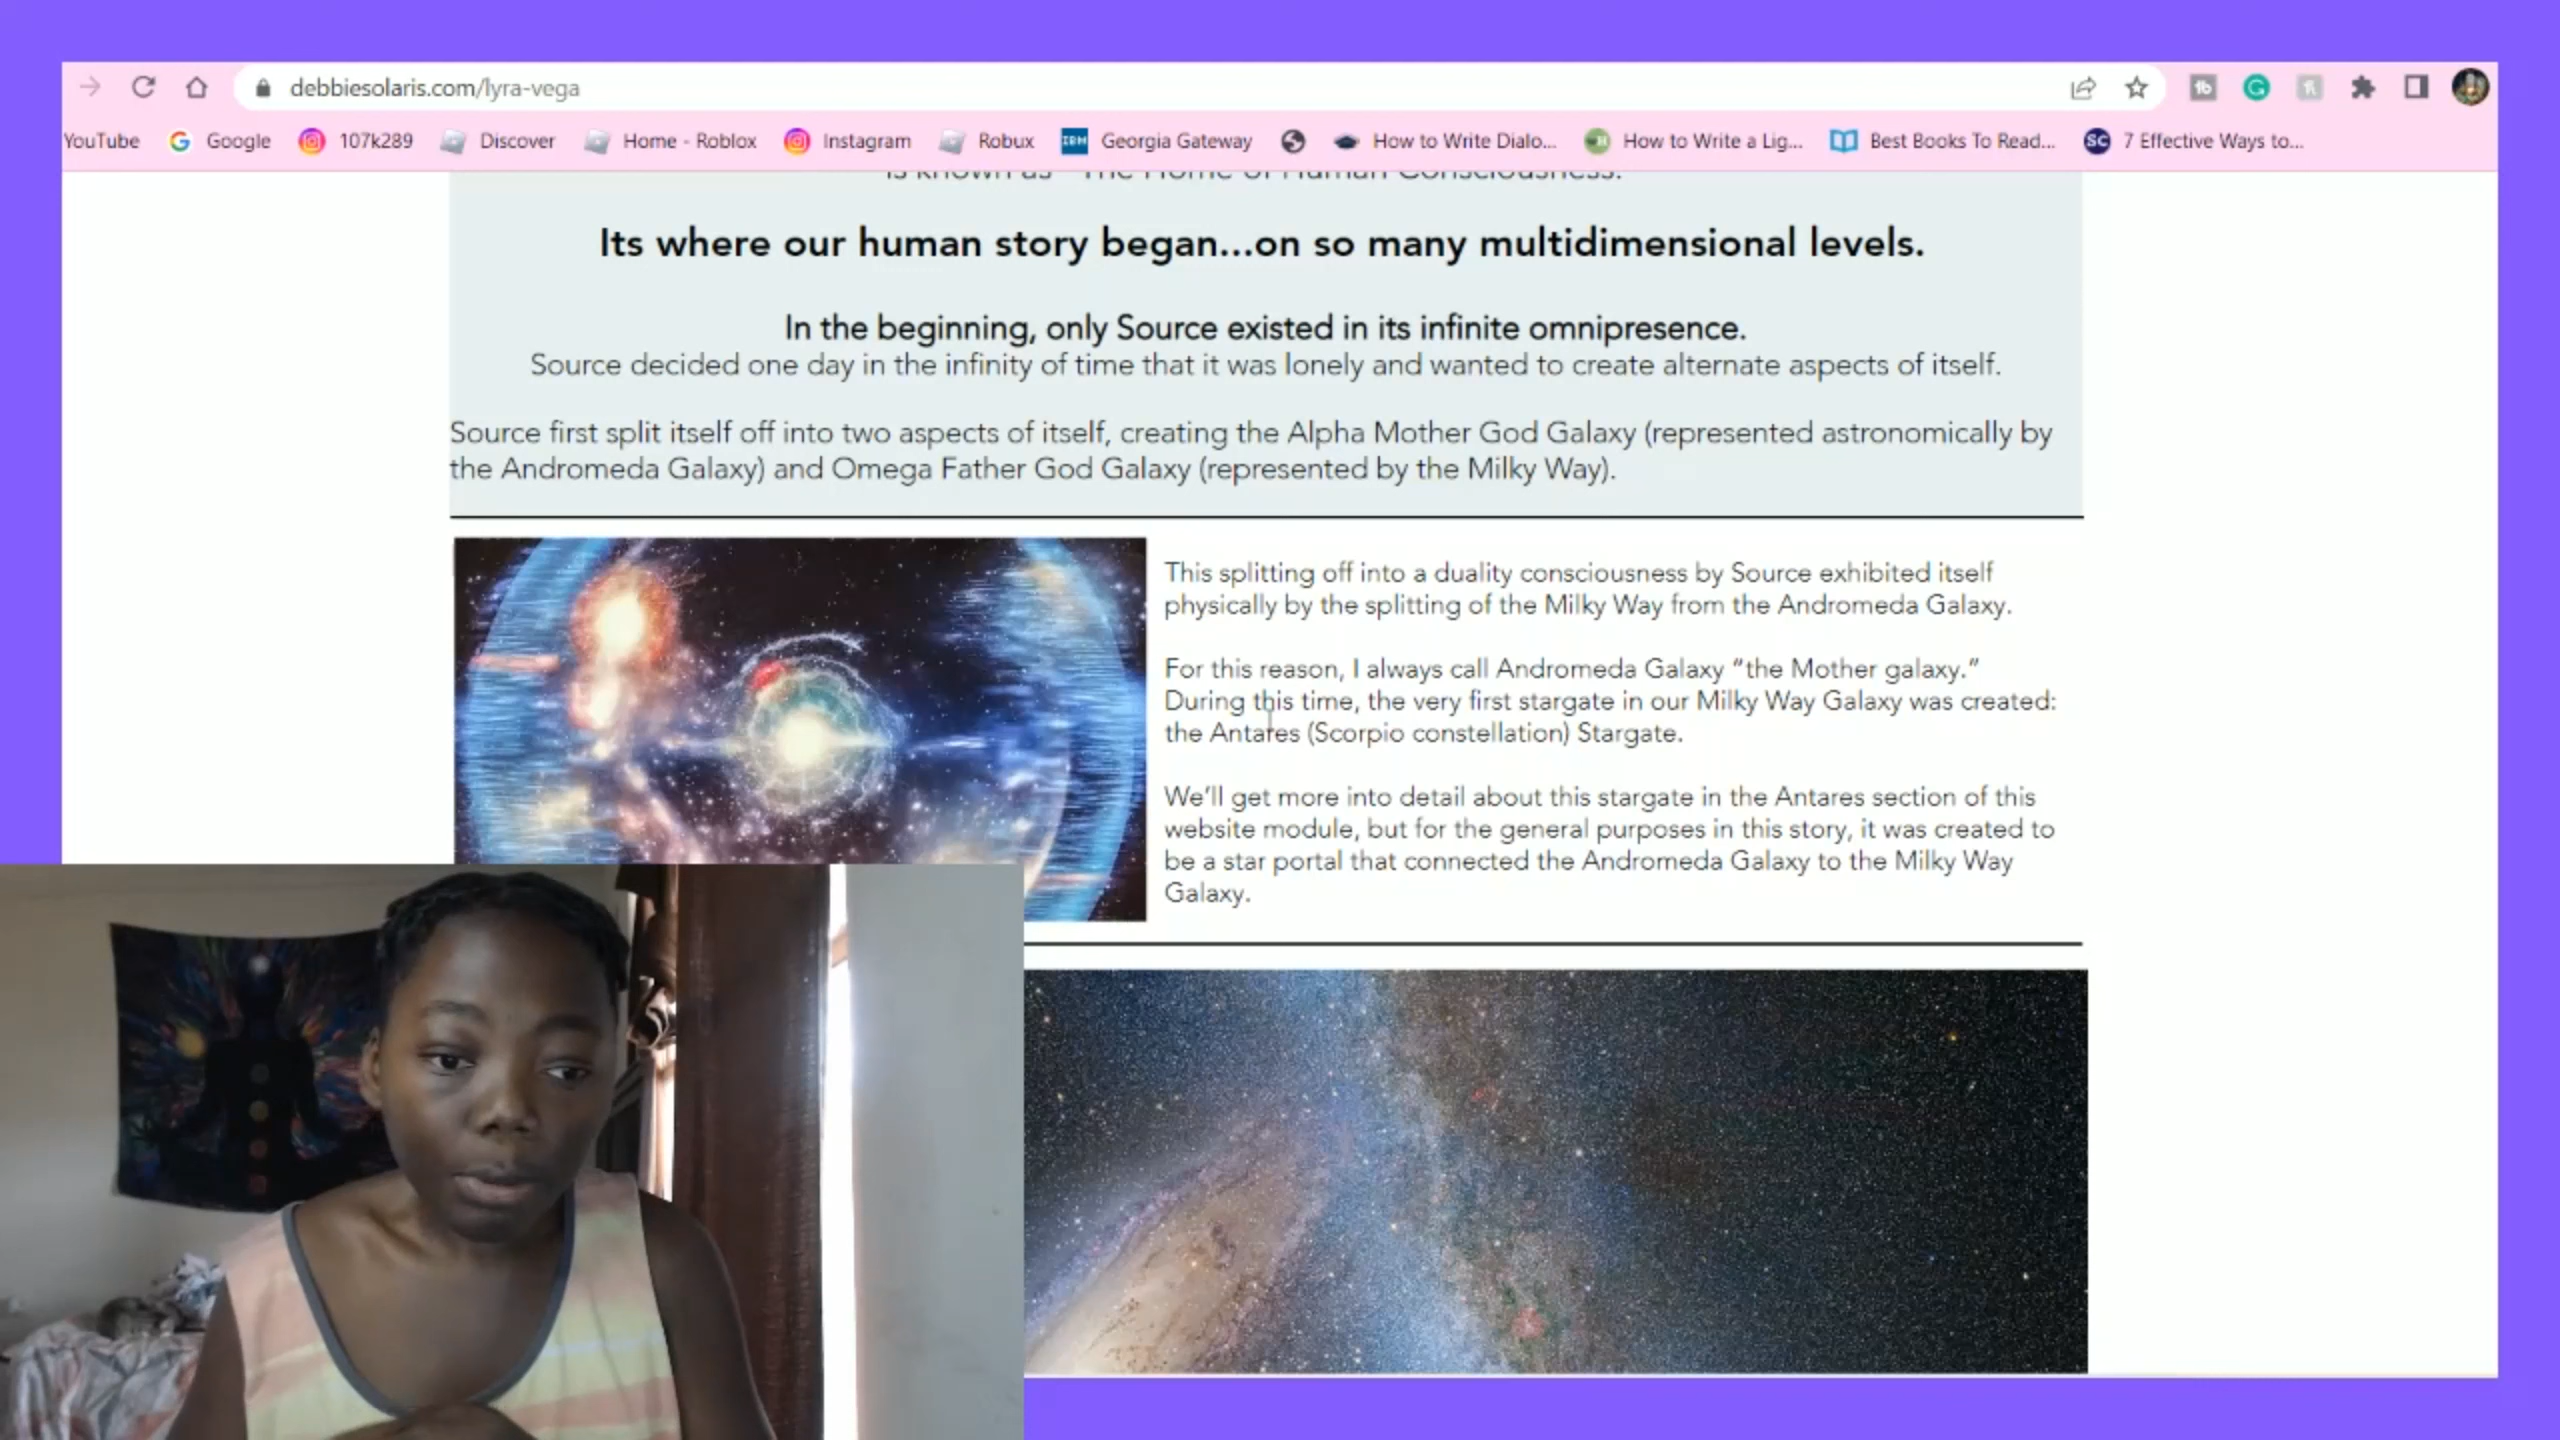 debbiesolaris.com/lyra-vega
YouTube Google 107k289 Discover Home - Roblox Instagram Robux IBM Georgia Gateway How to Write Dialo... How to Write a Lig... Best Books To Read... SC 7 Effective Ways to...
is known as "The Home of Human Consciousness.
Its where our human story began...on so many multidimensional levels.
In the beginning, only Source existed in its infinite omnipresence.
Source decided one day in the infinity of time that it was lonely and wanted to create alternate aspects of itself.
Source first split itself off into two aspects of itself, creating the Alpha Mother God Galaxy (represented astronomically by
the Andromeda Galaxy) and Omega Father God Galaxy (represented by the Milky Way).
This splitting off into a duality consciousness by Source exhibited itself
physically by the splitting of the Milky Way from the Andromeda Galaxy.
For this reason, I always call Andromeda Galaxy “the Mother galaxy.”
During this time, the very first stargate in our Milky Way Galaxy was created:
the Antares (Scorpio constellation) Stargate.
We’ll get more into detail about this stargate in the Antares section of this
website module, but for the general purposes in this story, it was created to
be a star portal that connected the Andromeda Galaxy to the Milky Way
Galaxy.